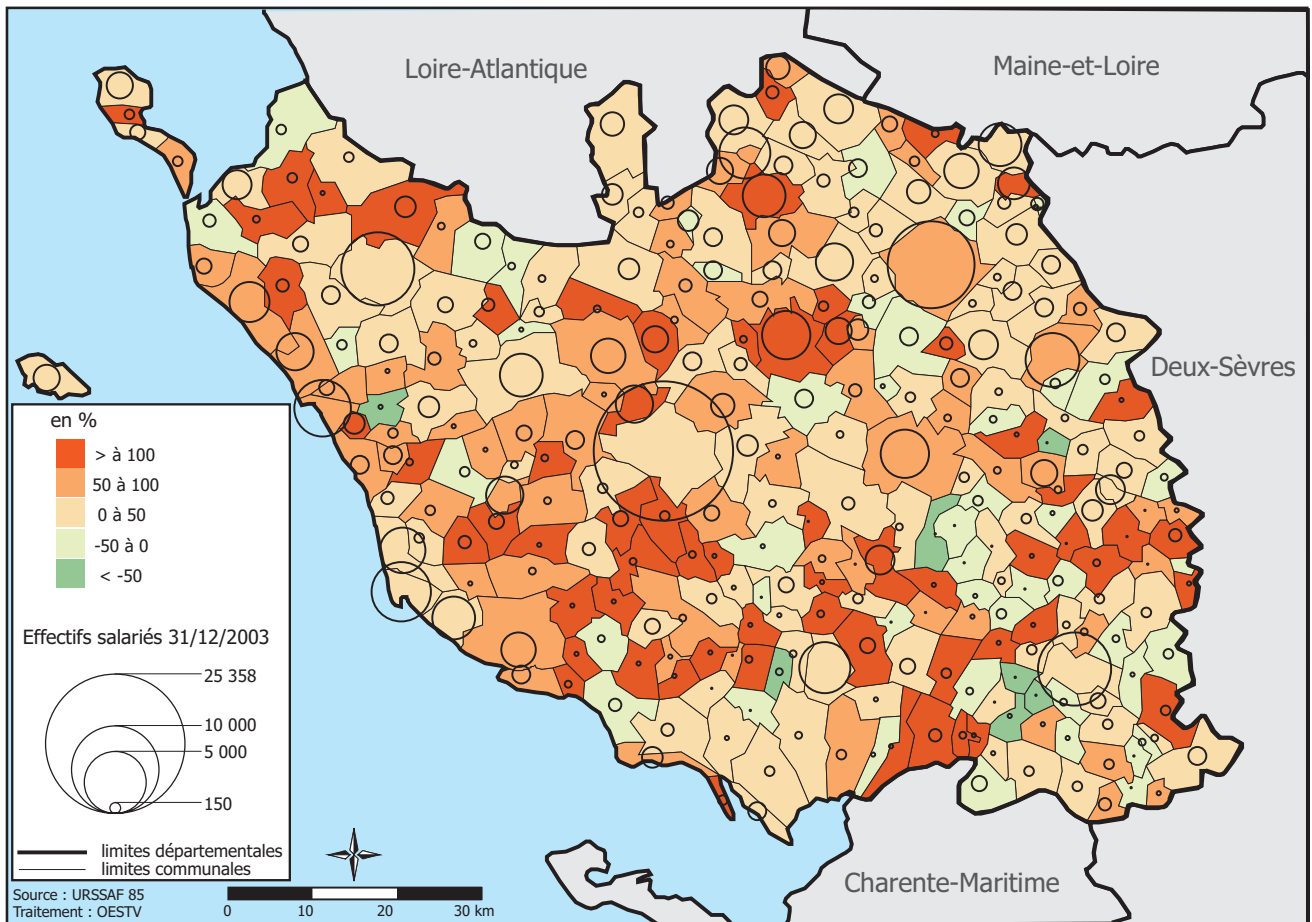 Loire-Atlantique
Maine-et-Loire
Deux-Sèvres
en %
> à 100
50 à 100
0 à 50
-50 à 0
< -50
Effectifs salariés 31/12/2003
25 358
10 000
5 000
150
limites départementales
limites communales
Source : URSSAF 85
Traitement : OESTV
0 10 20 30 km
Charente-Maritime